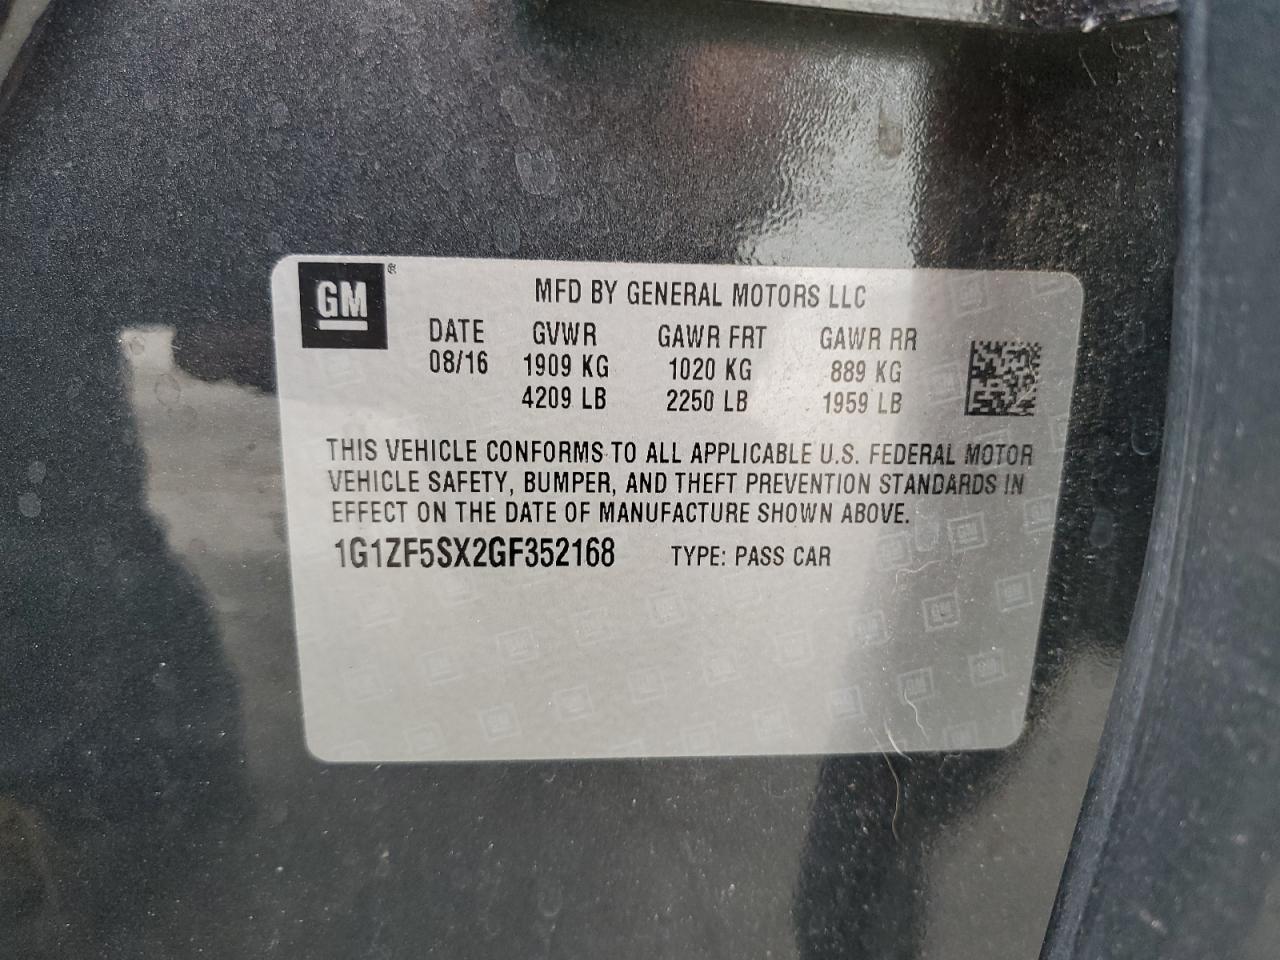 GM®
MFD BY GENERAL MOTORS LLC
DATE GVWR GAWR FRT GAWR RR
08/16 1909 KG 1020 KG 889 KG
4209 LB 2250 LB 1959 LB
THIS VEHICLE CONFORMS TO ALL APPLICABLE U.S. FEDERAL MOTOR
VEHICLE SAFETY, BUMPER, AND THEFT PREVENTION STANDARDS IN
EFFECT ON THE DATE OF MANUFACTURE SHOWN ABOVE.
1G1ZF5SX2GF352168 TYPE: PASS CAR